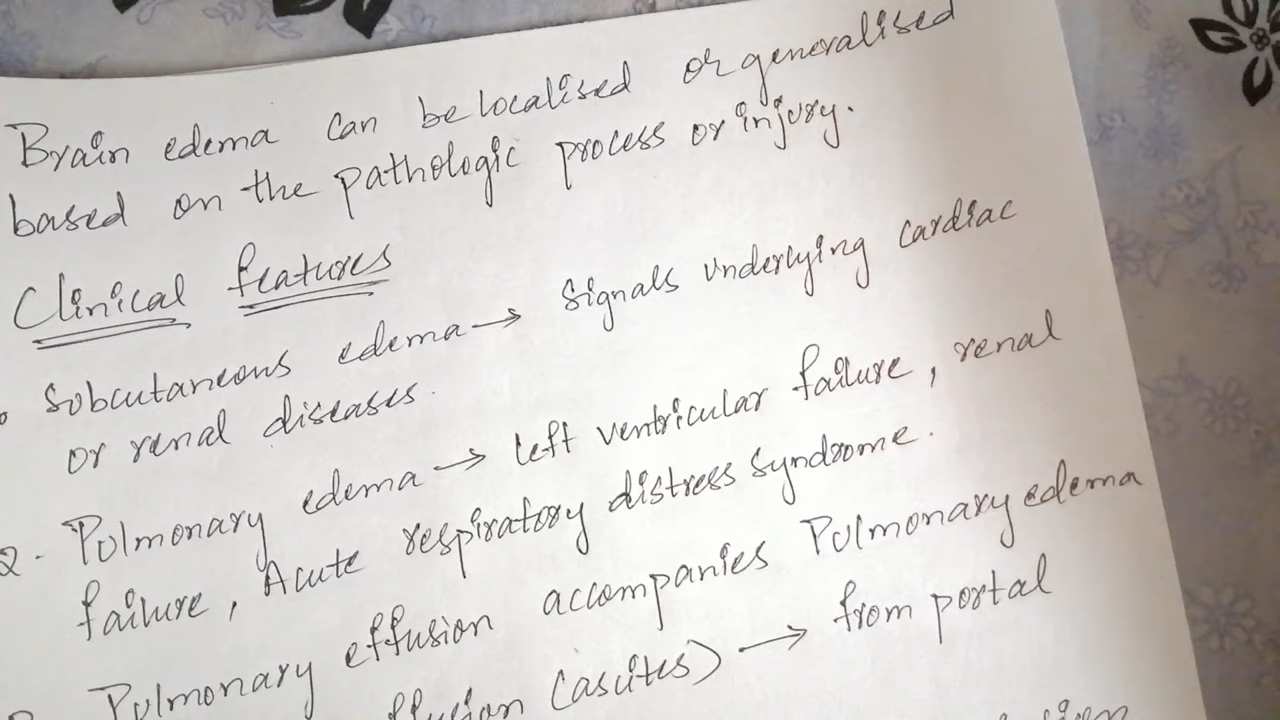 Brain edema can be localised or generalised
based on the pathologic process or injury.
Clinical features
Subcutaneous edema → signals underlying cardiac
or renal diseases.
2. Pulmonary edema → left ventricular failure, renal
failure, Acute respiratory distress syndrome.
Pulmonary effusion accompanies Pulmonary edema
effusion (ascites) → from portal